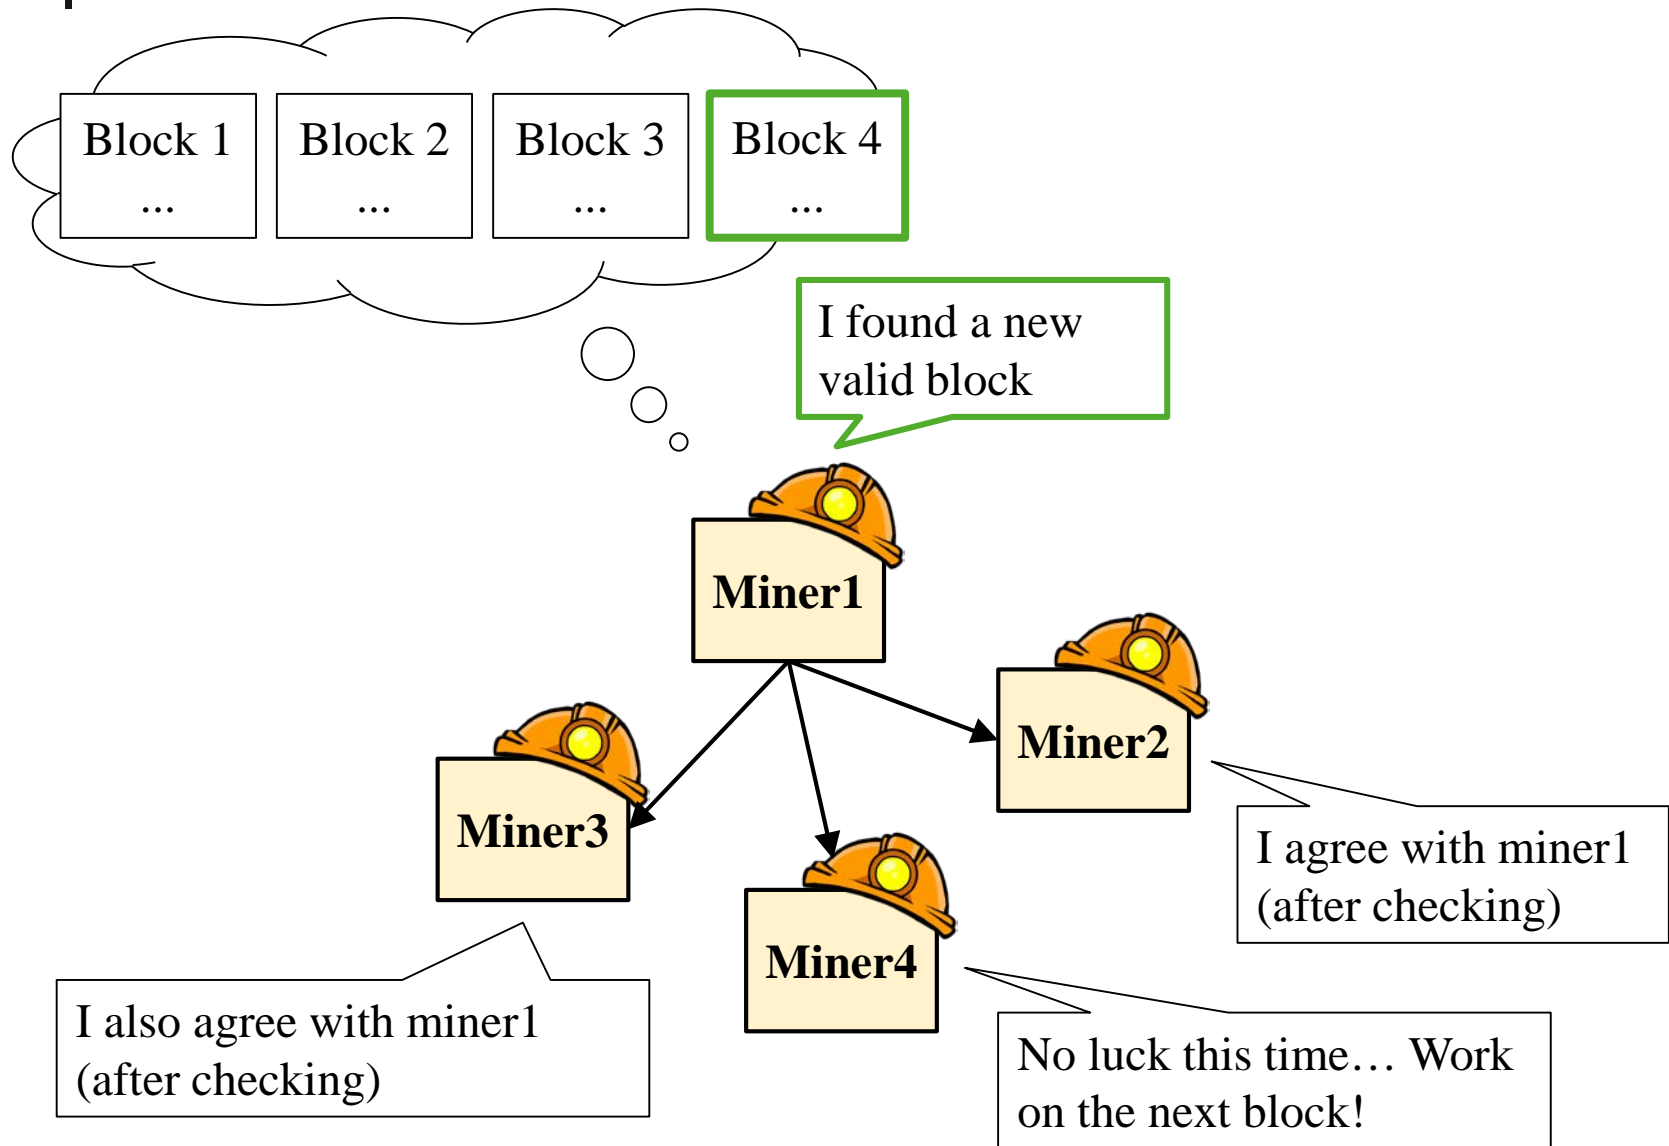 Block 1
...
Block 2
...
Block 3
...
Block 4
...
I found a new
valid block
Miner1
Miner2
Miner3
Miner4
I agree with miner1
(after checking)
I also agree with miner1
(after checking)
No luck this time… Work
on the next block!